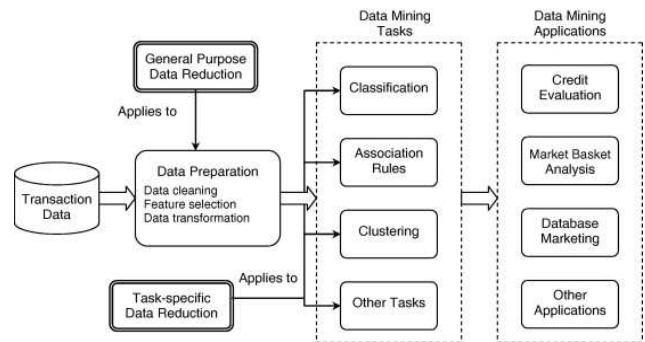 Data Mining
Tasks
Data Mining
Applications
General Purpose
Data Reduction
Applies to
Classification
Credit
Evaluation
Association
Rules
Market Basket
Analysis
Transaction
Data
Data Preparation
Data cleaning
Feature selection
Data transformation
Clustering
Database
Marketing
Applies to
Task-specific
Data Reduction
Other Tasks
Other
Applications